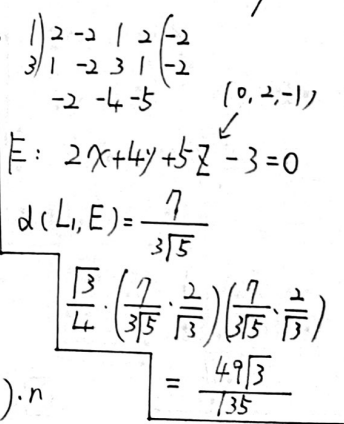 1) 2 -2 1 2 (-2
3) 1 -2 3 1 (-2
-2 -4 -5
(0, 2, -1)
E: 2x+4y+5z-3=0
d(L₁,E)=7/(3√5)
√3/4·(7/(3√5)·2/√3)(7/(3√5)·2/√3)
).n
= 49√3/135